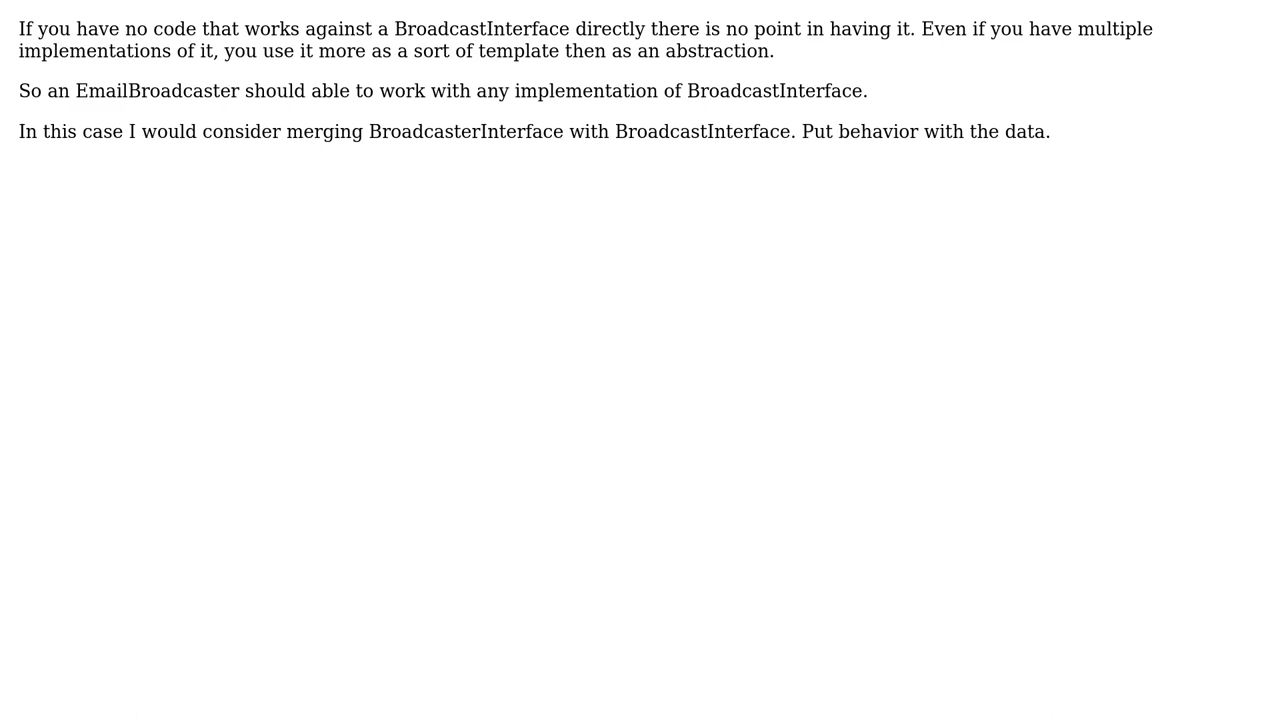 If you have no code that works against a BroadcastInterface directly there is no point in having it. Even if you have multiple
implementations of it, you use it more as a sort of template then as an abstraction.
So an EmailBroadcaster should able to work with any implementation of BroadcastInterface.
In this case I would consider merging BroadcasterInterface with BroadcastInterface. Put behavior with the data.